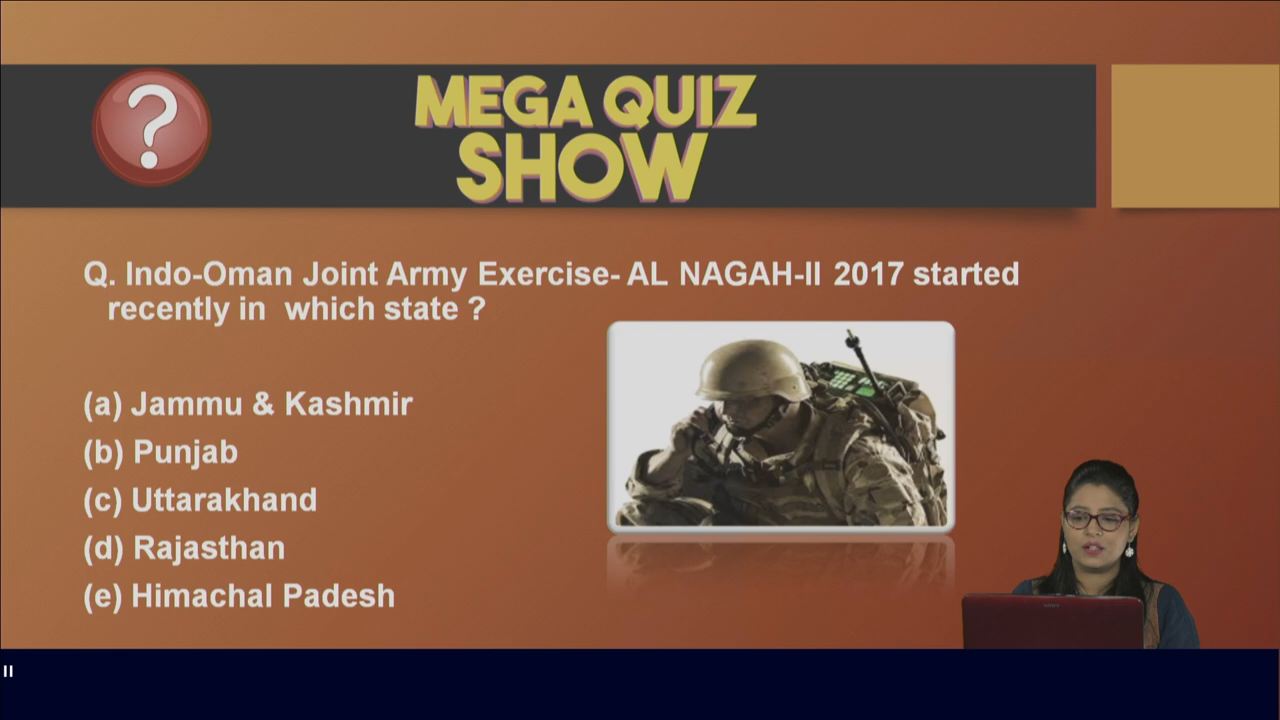 MEGA QUIZ
SHOW
Q. Indo-Oman Joint Army Exercise- AL NAGAH-II 2017 started
recently in which state ?
(a) Jammu & Kashmir
(b) Punjab
(c) Uttarakhand
(d) Rajasthan
(e) Himachal Padesh
II